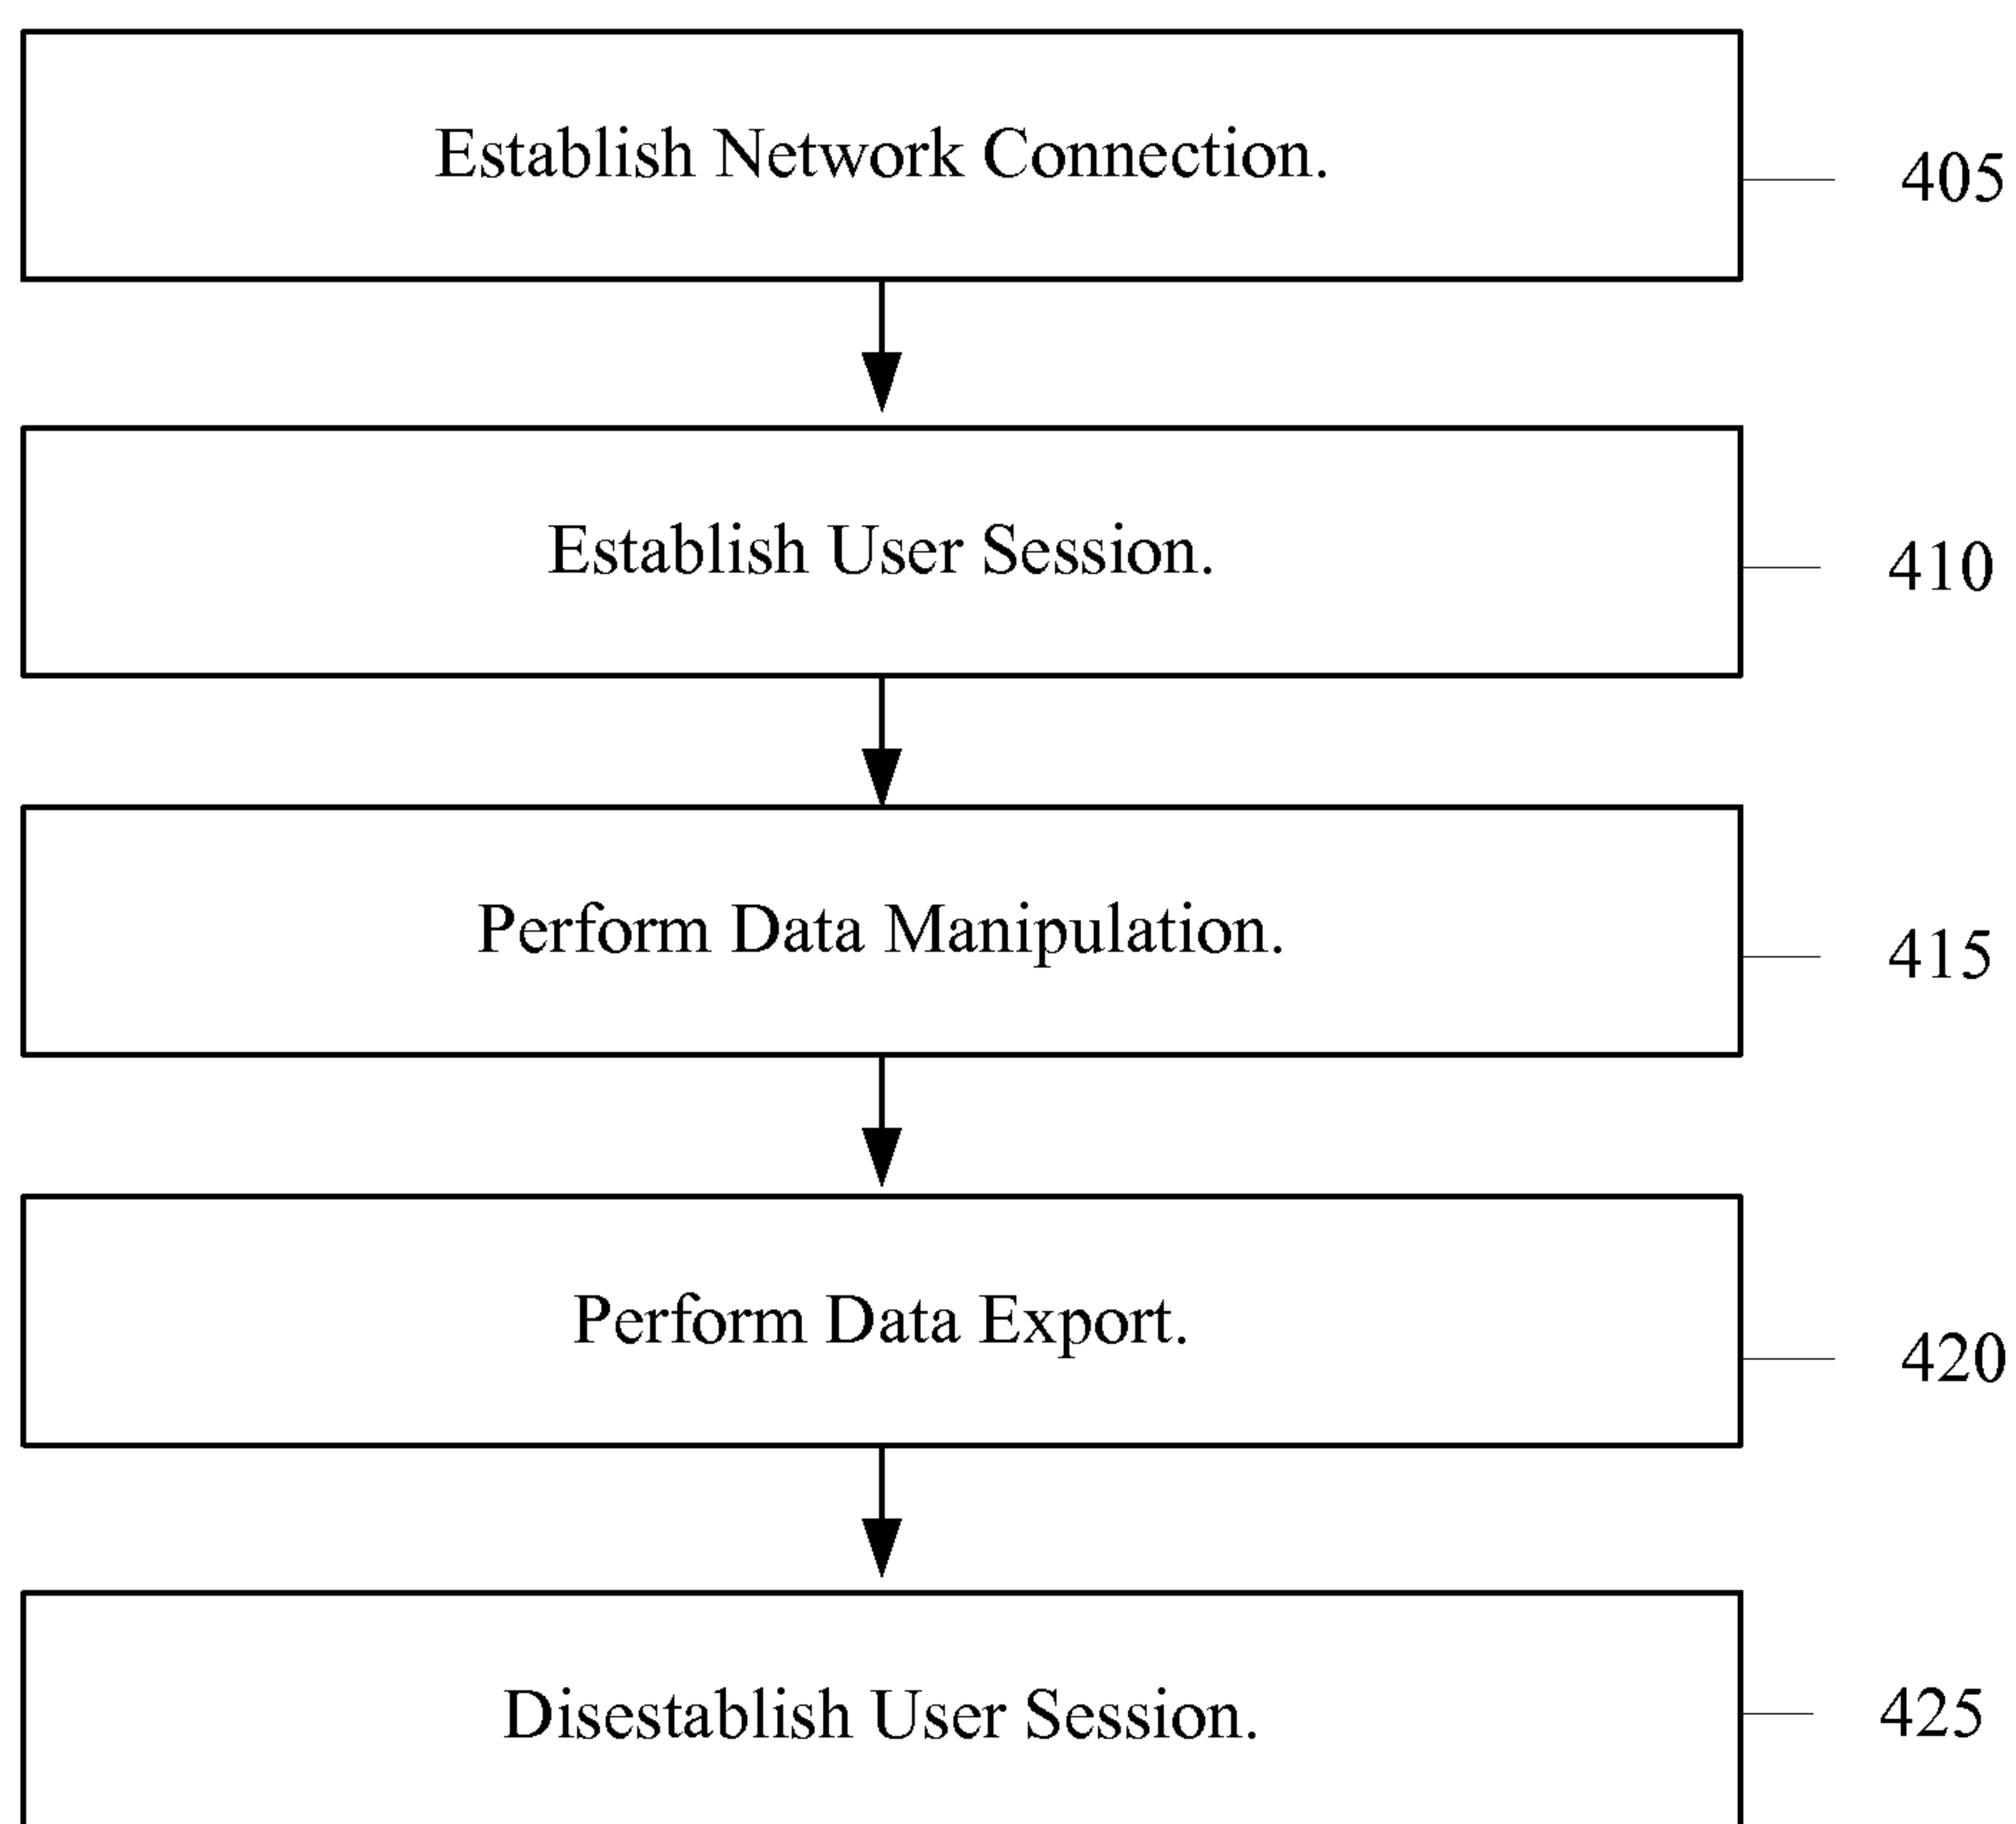 Establish Network Connection.
405
Establish User Session.
410
Perform Data Manipulation.
415
Perform Data Export.
420
Disestablish User Session.
425